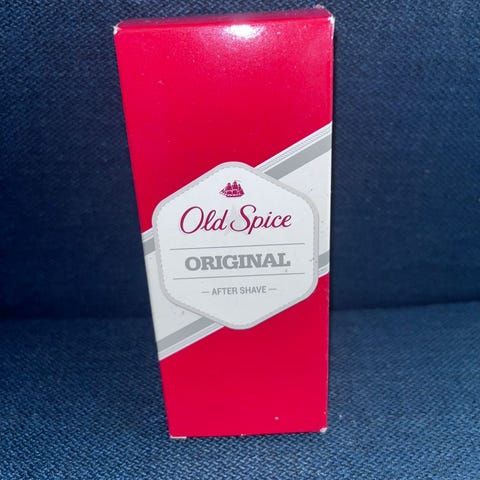 Old Spice
ORIGINAL
— AFTER SHAVE —